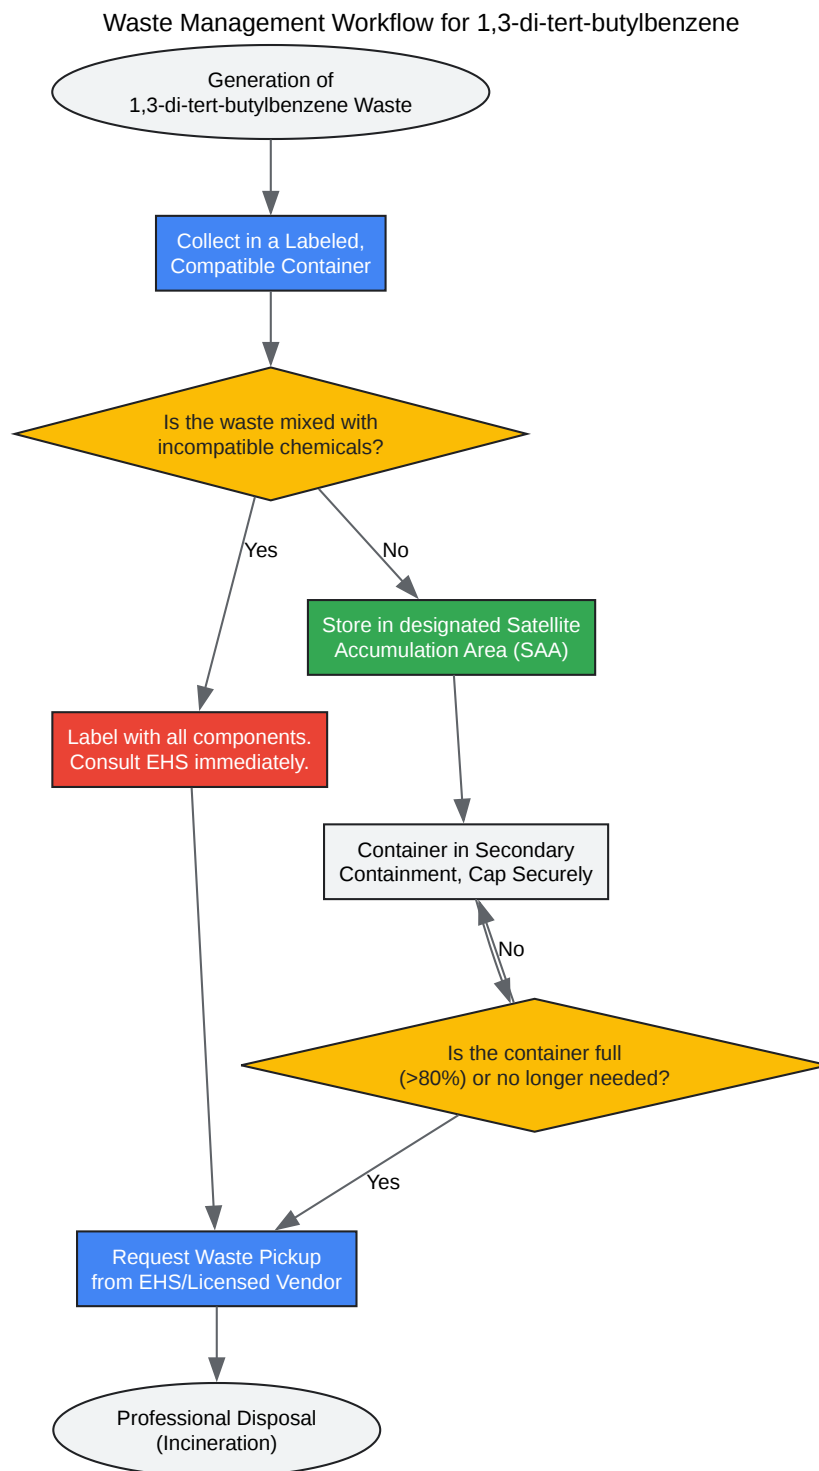 Waste Management Workflow for 1,3-di-tert-butylbenzene
Generation of
1,3-di-tert-butylbenzene Waste
Collect in a Labeled,
Compatible Container
Is the waste mixed with
incompatible chemicals?
Yes
No
Store in designated Satellite
Accumulation Area (SAA)
Label with all components.
Consult EHS immediately.
Container in Secondary
Containment, Cap Securely
No
Is the container full
(>80%) or no longer needed?
Yes
Request Waste Pickup
from EHS/Licensed Vendor
Professional Disposal
(Incineration)